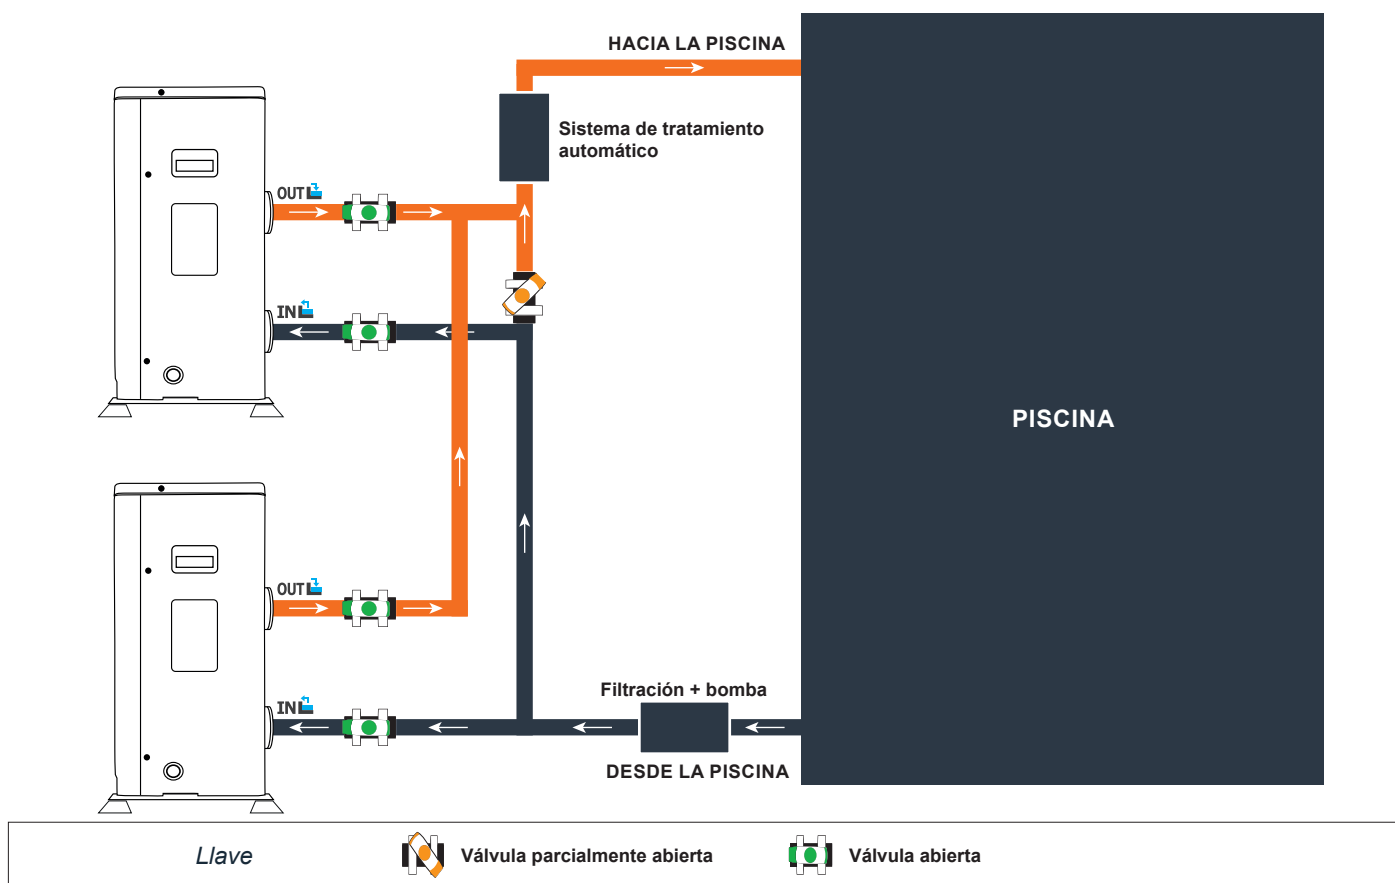 HACIA LA PISCINA
Sistema de tratamiento
automático
OUT
IN
PISCINA
OUT
IN
Filtración + bomba
DESDE LA PISCINA
Llave
Válvula parcialmente abierta
Válvula abierta